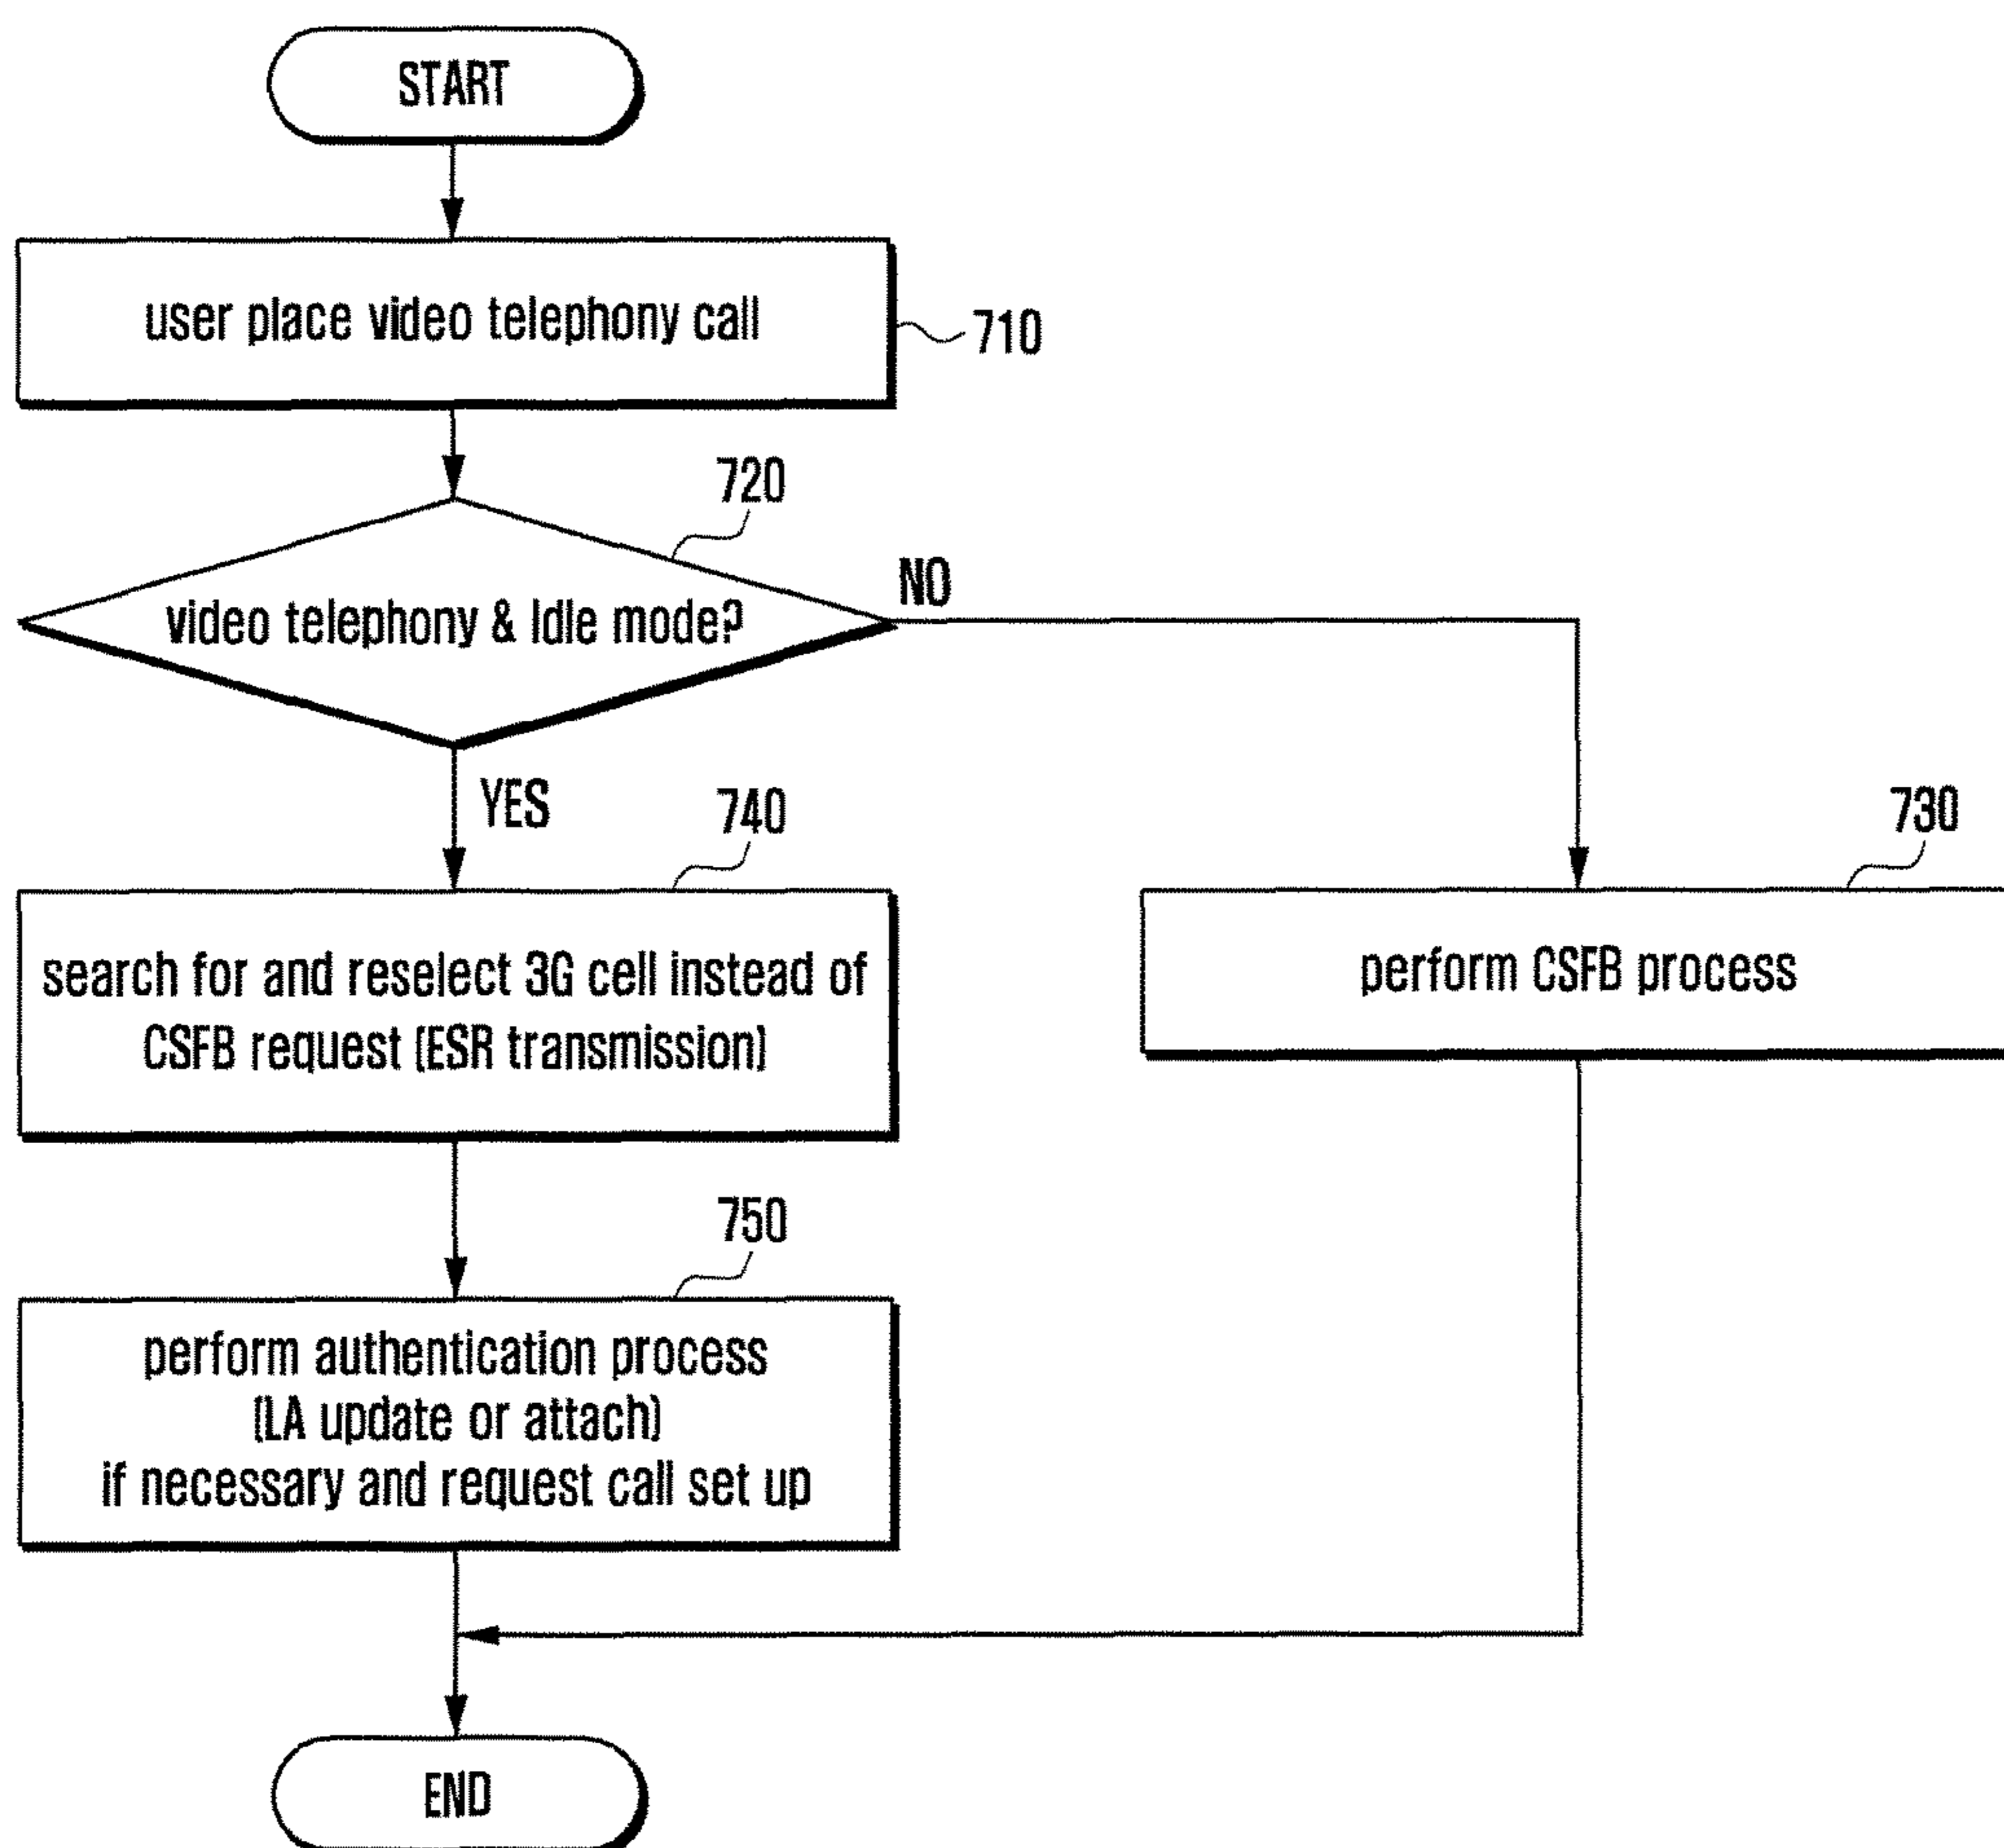 START
user place video telephony call
710
720
video telephony & Idle mode?
NO
YES
740
730
search for and reselect 3G cell instead of
CSFB request (ESR transmission)
perform CSFB process
750
perform authentication process
(LA update or attach)
if necessary and request call set up
END